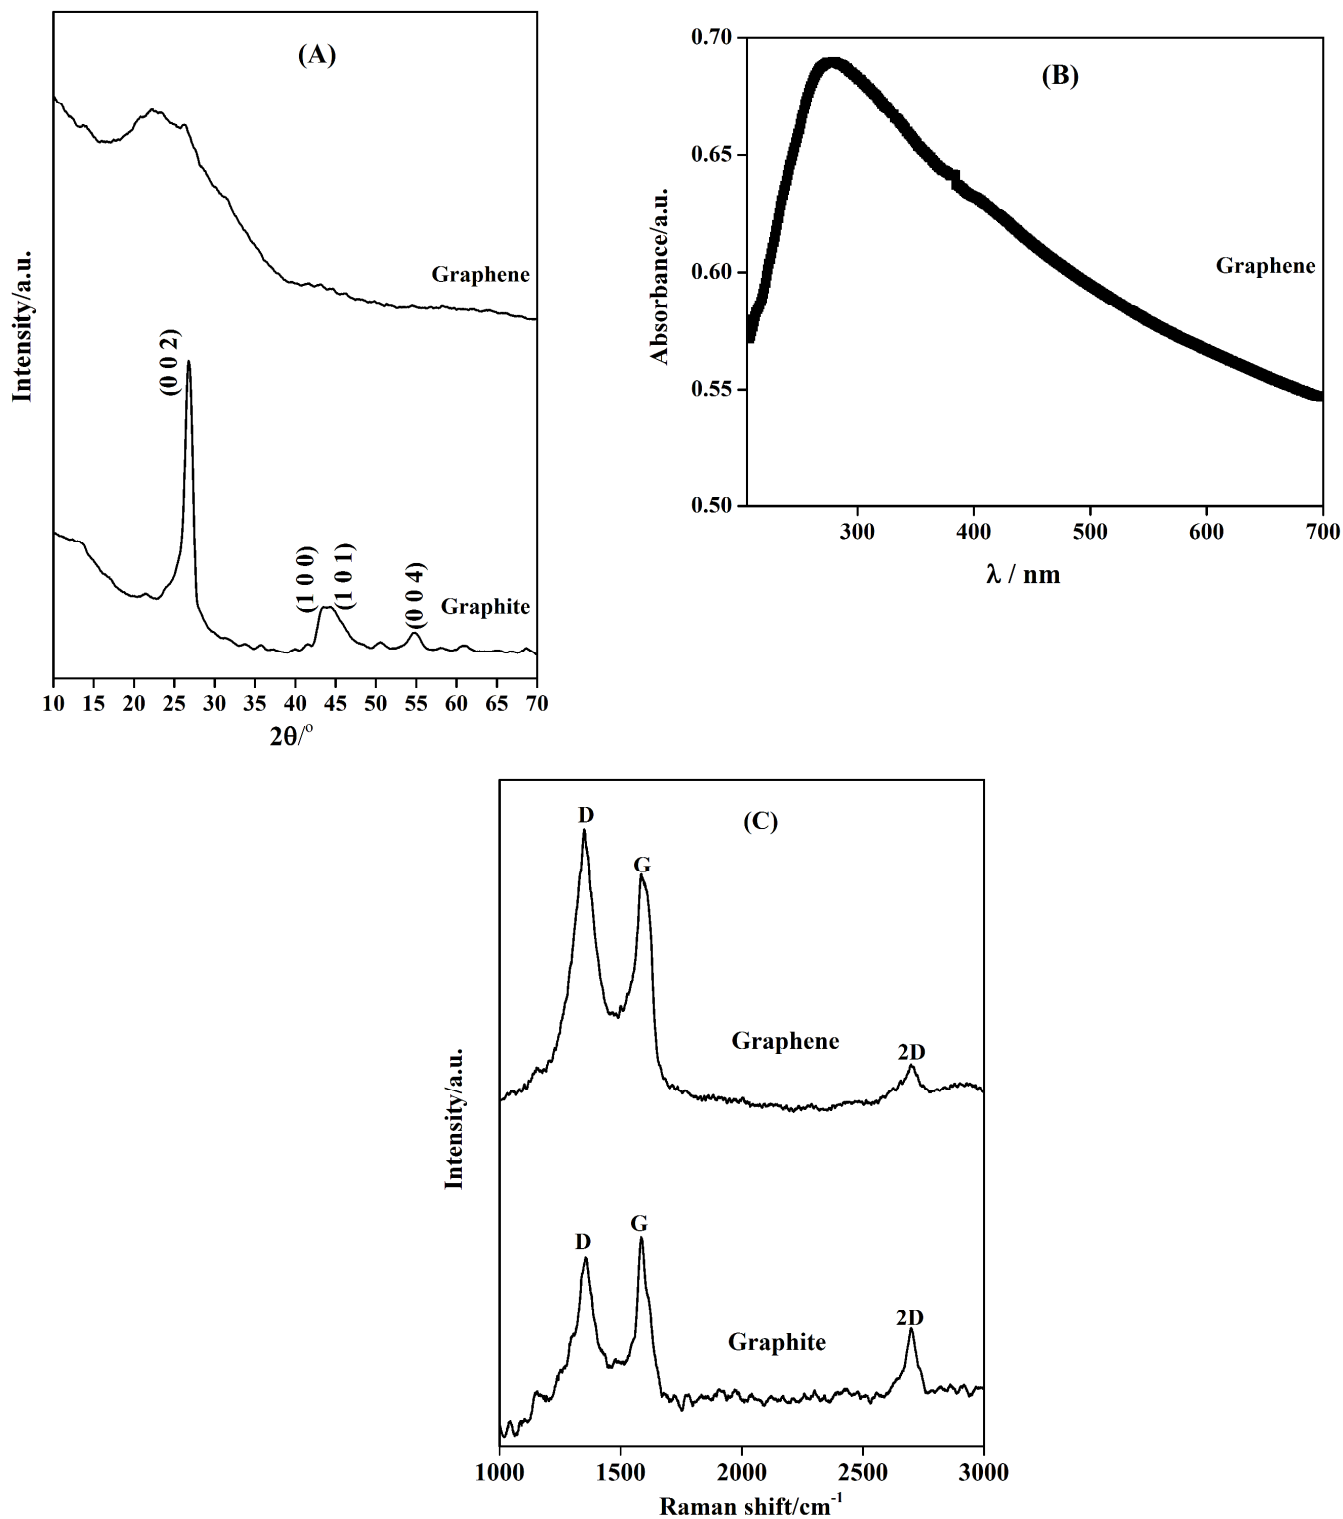 (A)
Intensity/a.u.
Graphene
(0 0 2)
(1 0 0)
(1 0 1)
(0 0 4)
Graphite
10 15 20 25 30 35 40 45 50 55 60 65 70
2θ/°
(B)
Absorbance/a.u.
0.70
0.65
0.60
0.55
0.50
Graphene
300 400 500 600 700
λ / nm
(C)
Intensity/a.u.
D
G
Graphene
2D
D
G
Graphite
2D
1000 1500 2000 2500 3000
Raman shift/cm⁻¹